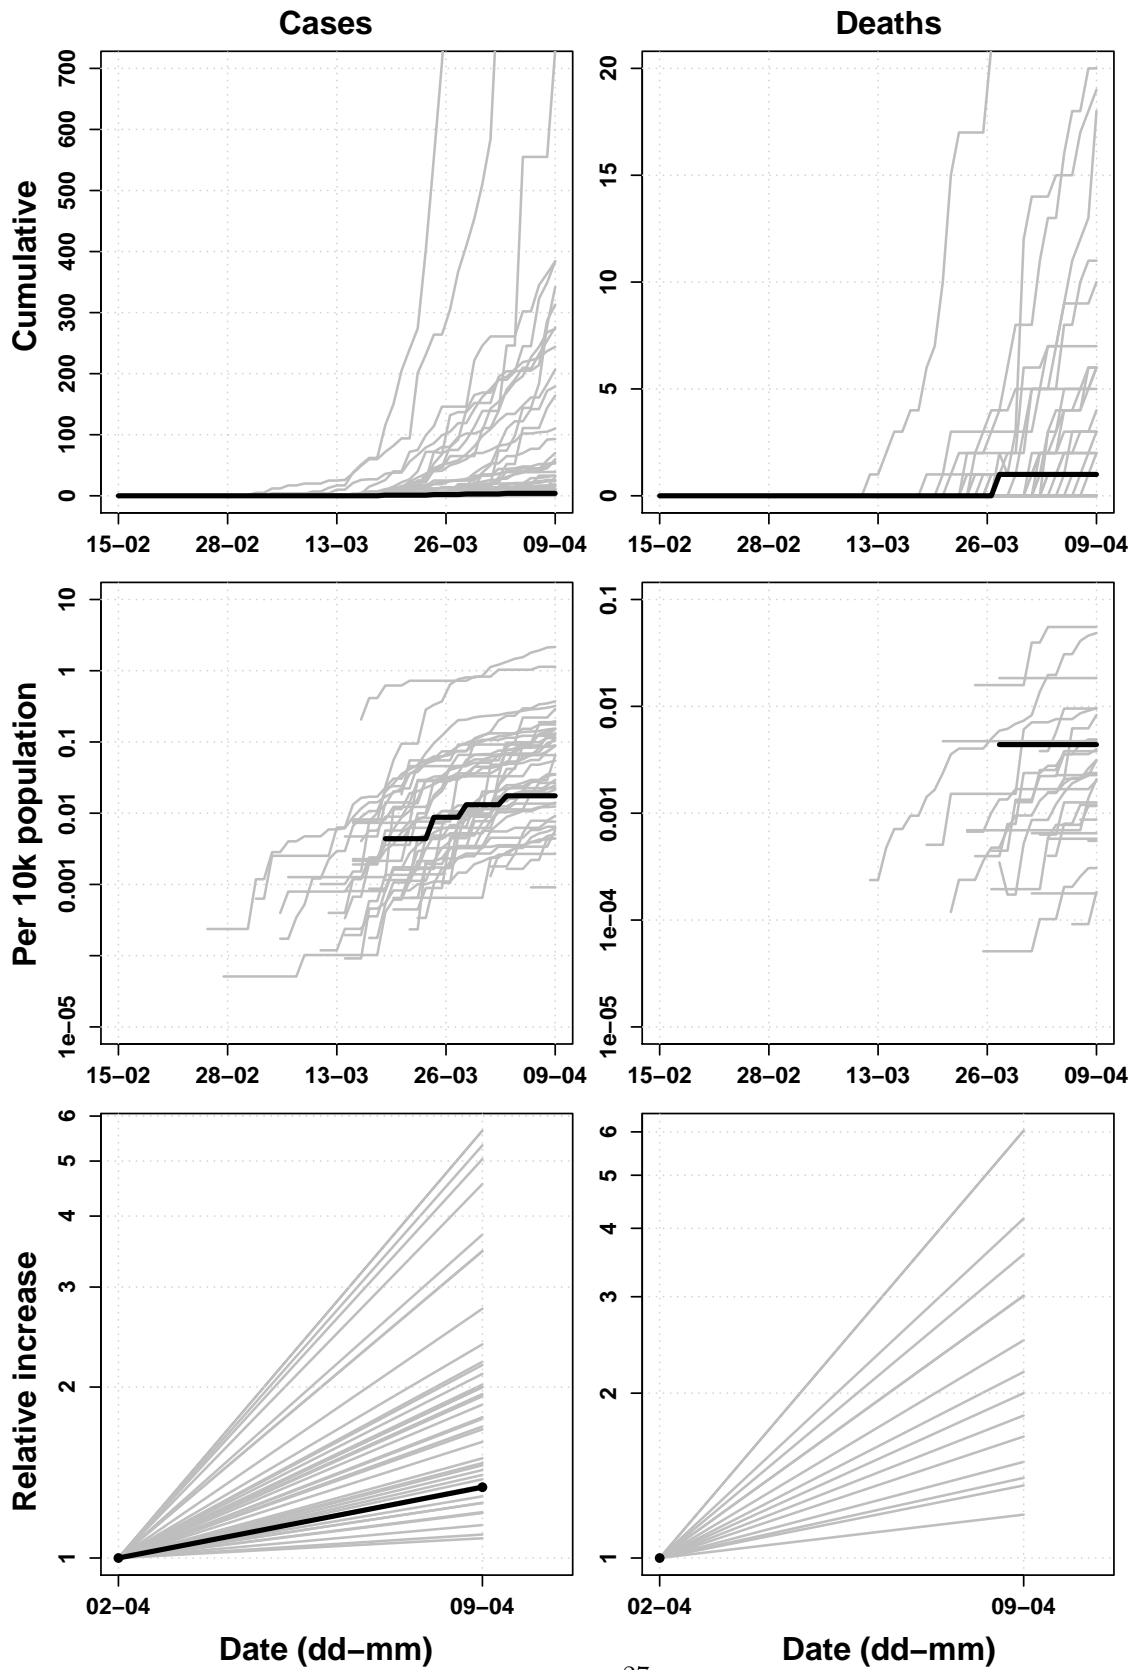 Cases
Deaths
Cumulative
0 100 200 300 400 500 600 700
15−02 28−02 13−03 26−03 09−04
0 5 10 15 20
15−02 28−02 13−03 26−03 09−04
Per 10k population
1e−05 0.001 0.01 0.1 1 10
15−02 28−02 13−03 26−03 09−04
1e−05 1e−04 0.001 0.01 0.1
15−02 28−02 13−03 26−03 09−04
Relative increase
1 2 3 4 5 6
02−04 09−04
Date (dd−mm)
1 2 3 4 5 6
02−04 09−04
Date (dd−mm)